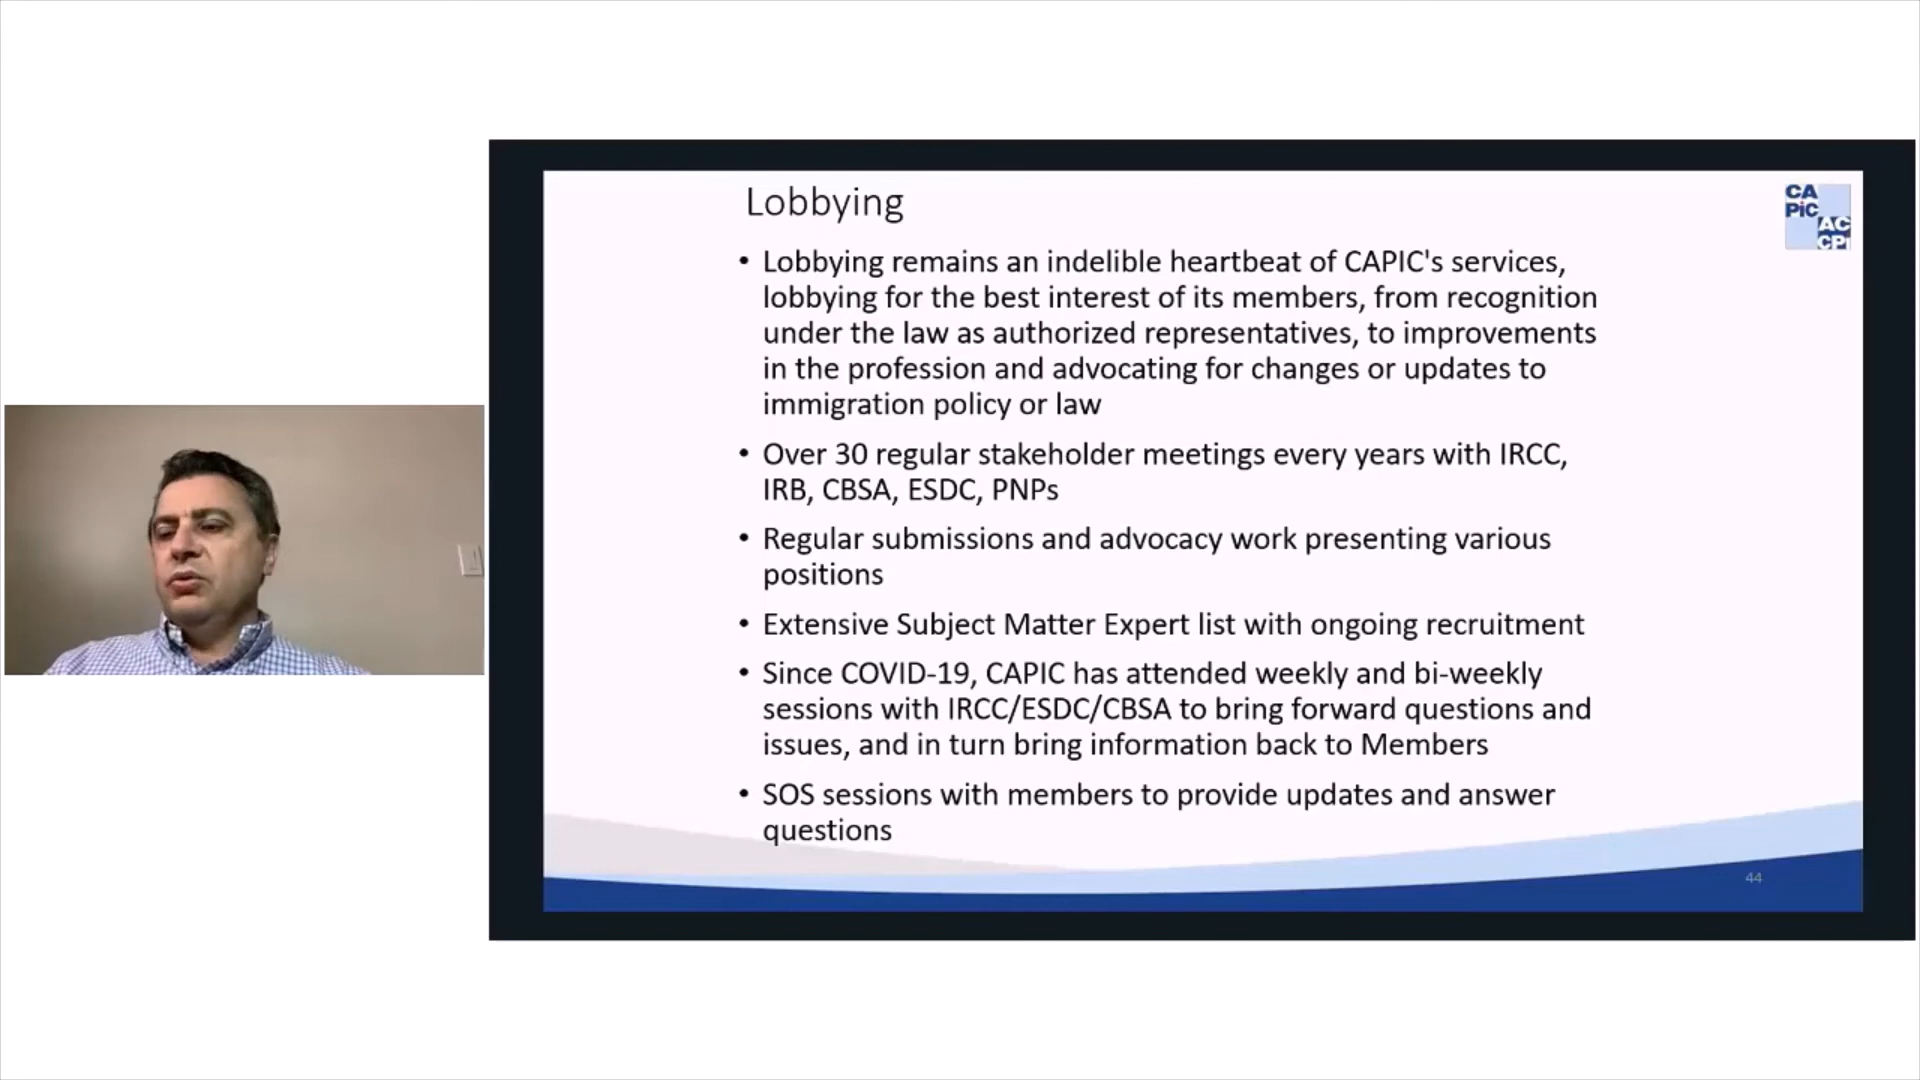 Lobbying
CA
PiC
AC
CPI
• Lobbying remains an indelible heartbeat of CAPIC's services,
lobbying for the best interest of its members, from recognition
under the law as authorized representatives, to improvements
in the profession and advocating for changes or updates to
immigration policy or law
• Over 30 regular stakeholder meetings every years with IRCC,
IRB, CBSA, ESDC, PNPs
• Regular submissions and advocacy work presenting various
positions
• Extensive Subject Matter Expert list with ongoing recruitment
• Since COVID-19, CAPIC has attended weekly and bi-weekly
sessions with IRCC/ESDC/CBSA to bring forward questions and
issues, and in turn bring information back to Members
• SOS sessions with members to provide updates and answer
questions
44